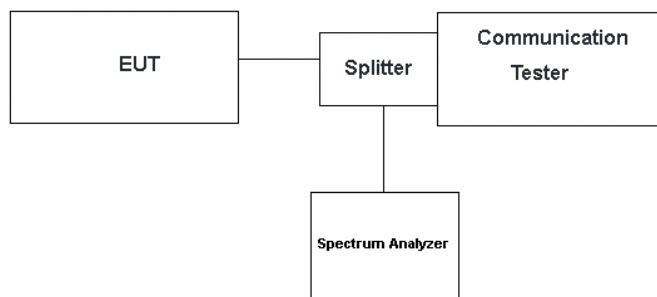 EUT
Splitter
Communication
Tester
Spectrum Analyzer